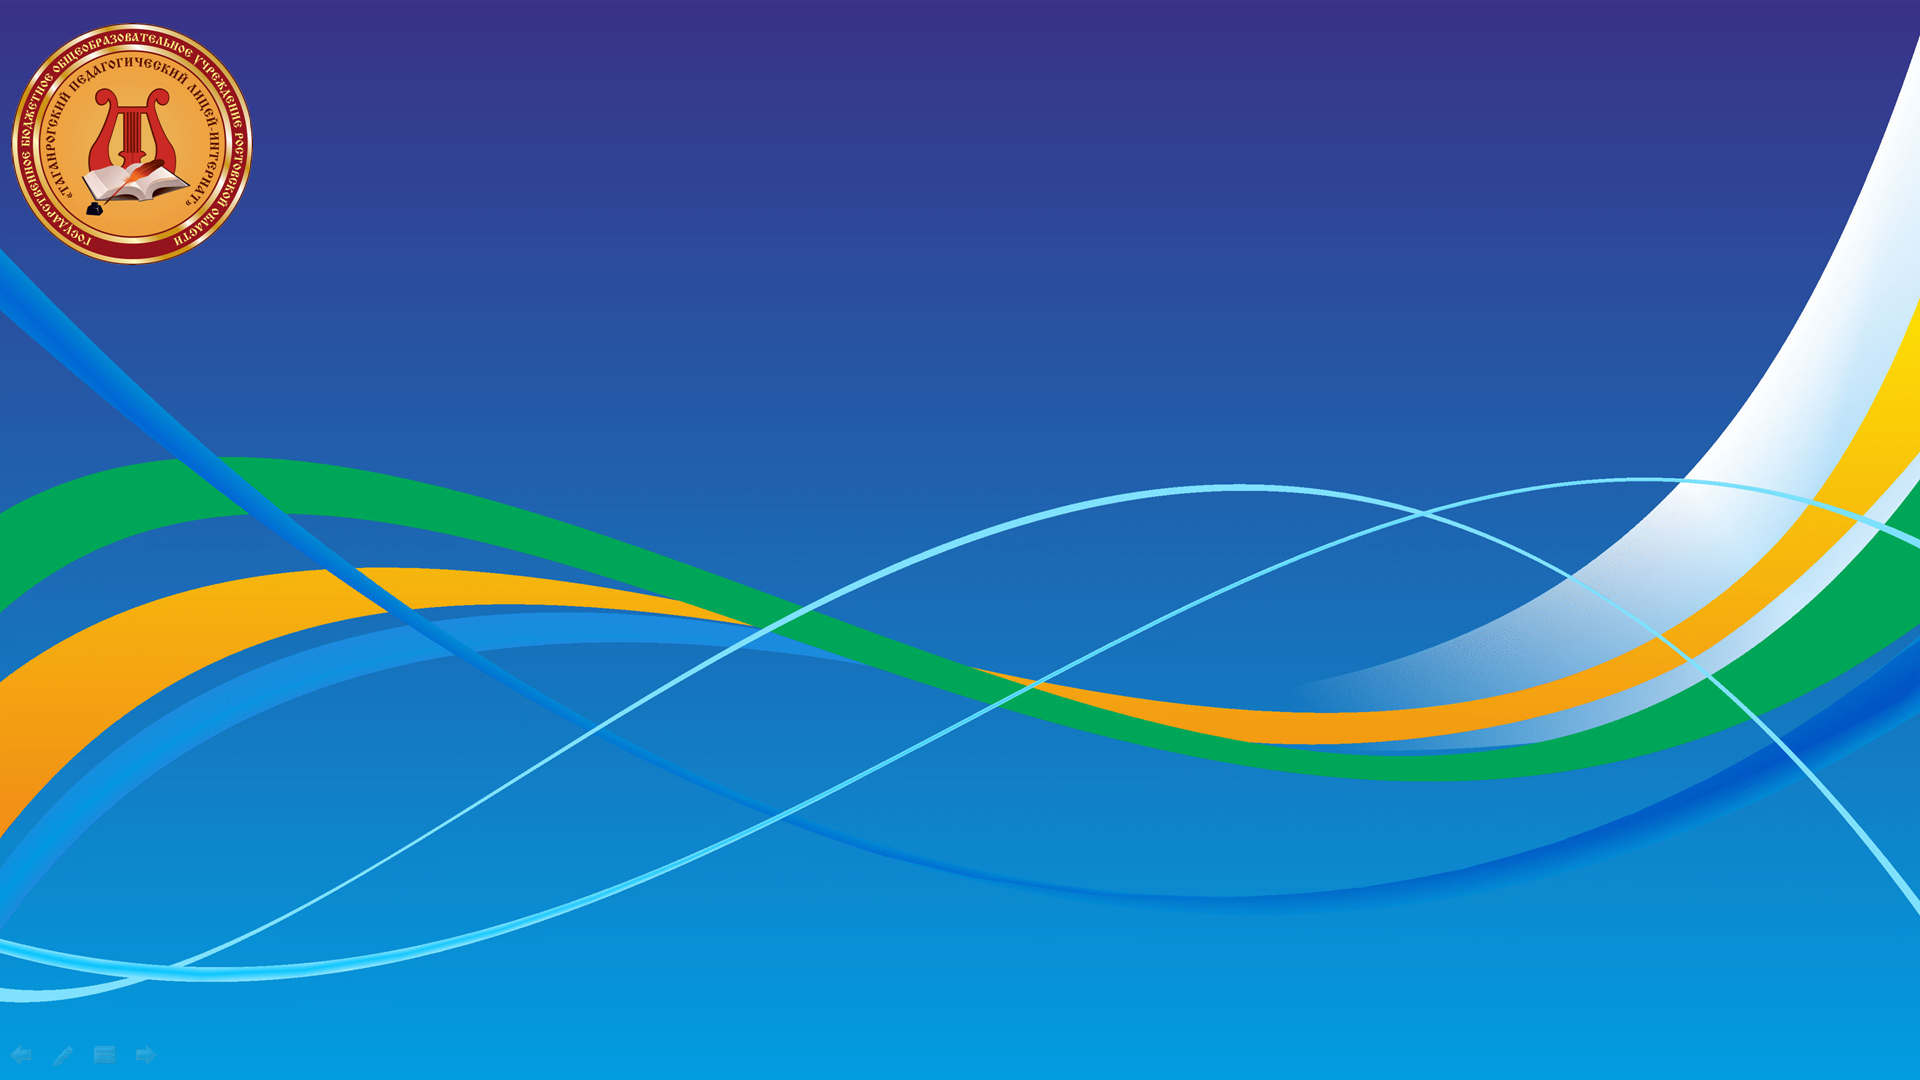 ГОСУДАРСТВЕННОЕ БЮДЖЕТНОЕ ОБЩЕОБРАЗОВАТЕЛЬНОЕ УЧРЕЖДЕНИЕ РОСТОВСКОЙ ОБЛАСТИ
«ТАГАНРОГСКИЙ ПЕДАГОГИЧЕСКИЙ ЛИЦЕЙ-ИНТЕРНАТ»